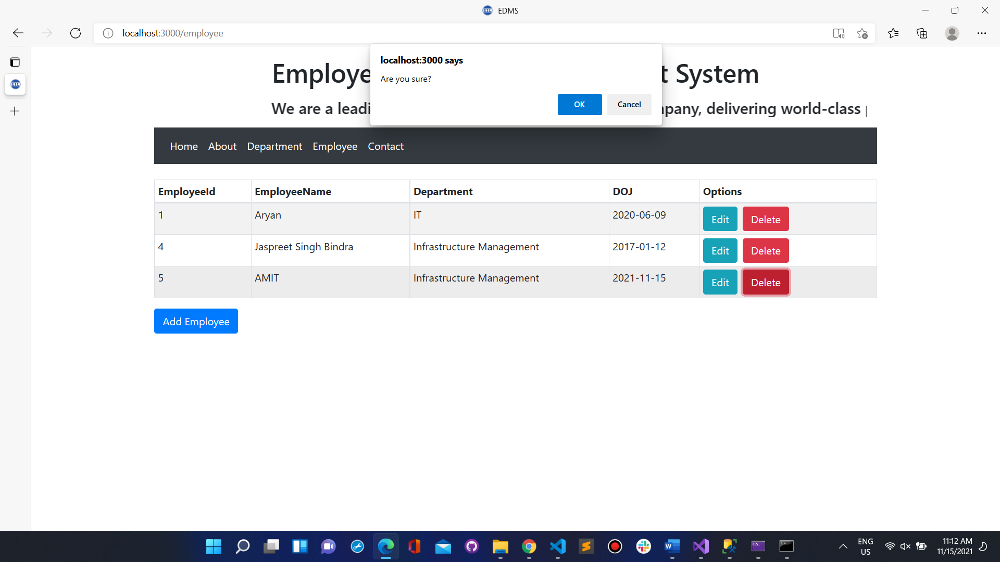 EDMS
localhost:3000/employee
localhost:3000 says
Are you sure?
OK Cancel
Employe t System
We are a leadi mpany, delivering world-class
Home About Department Employee Contact
EmployeeId EmployeeName Department DOJ Options
1 Aryan IT 2020-06-09 Edit Delete
4 Jaspreet Singh Bindra Infrastructure Management 2017-01-12 Edit Delete
5 AMIT Infrastructure Management 2021-11-15 Edit Delete
Add Employee
ENG
US
11:12 AM
11/15/2021